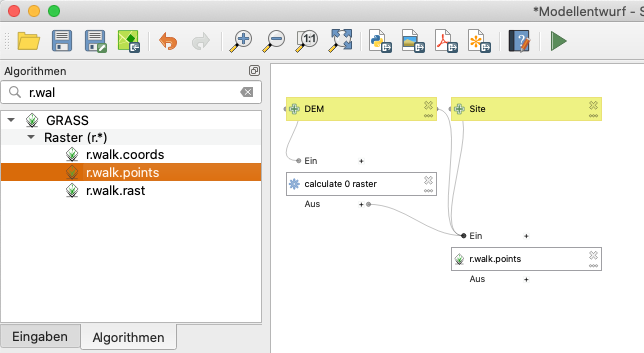 *Modellentwurf - S
Algorithmen
r.wal
GRASS
Raster (r.*)
r.walk.coords
r.walk.points
r.walk.rast
Eingaben
Algorithmen
DEM
Site
Ein +
calculate 0 raster
Aus +
Ein +
r.walk.points
Aus +